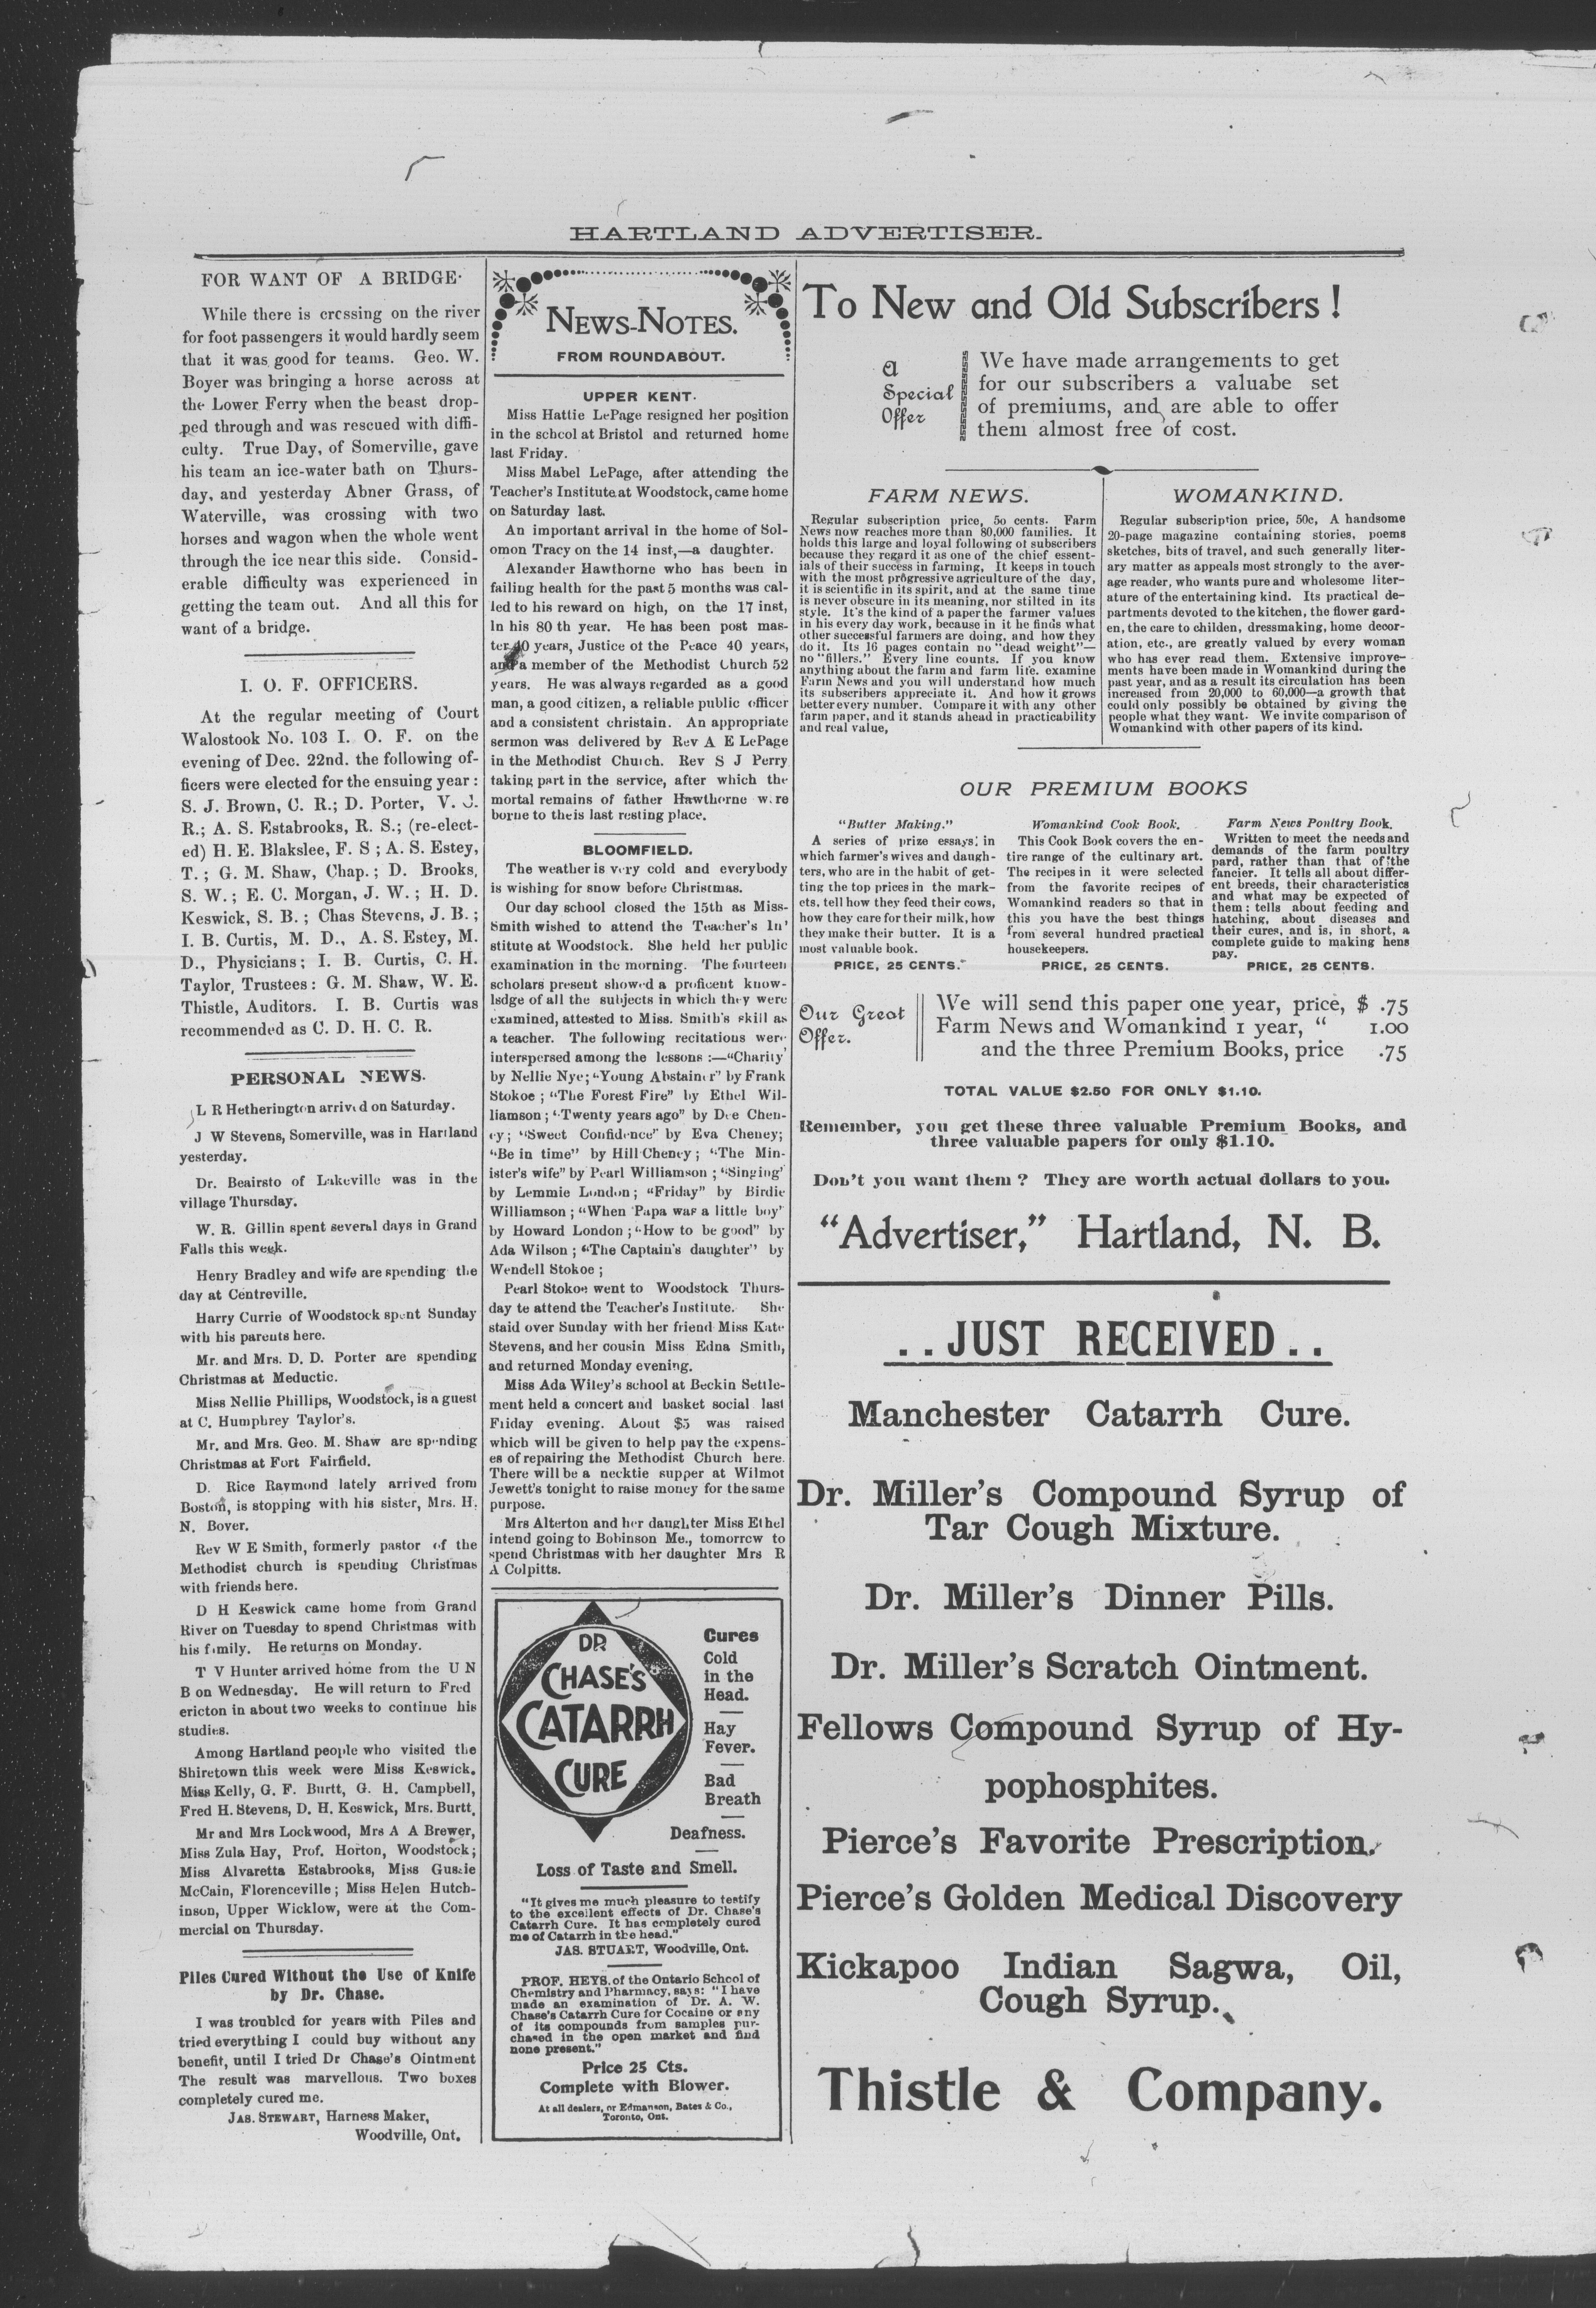 HARTLAND ADVERTISER.
FOR WANT OF A BRIDGE.
While there is crossing on the river
for foot passengers it would hardly seem
that it was good for teams. Geo. W.
Boyer was bringing a horse across at
the Lower Ferry when the beast drop-
ped through and was rescued with diffi-
culty. True Day, of Somerville, gave
his team an ice-water bath on Thurs-
day, and yesterday Abner Grass, of
Waterville, was crossing with two
horses and wagon when the whole went
through the ice near this side. Consid-
erable difficulty was experienced in
getting the team out. And all this for
want of a bridge.
I. O. F. OFFICERS.
At the regular meeting of Court
Walostook No. 103 I. O. F. on the
evening of Dec. 22nd. the following of-
ficers were elected for the ensuing year :
S. J. Brown, C. R.; D. Porter, V. C.
R.; A. S. Estabrooks, R. S.; (re-elect-
ed) H. E. Blakslee, F. S ; A. S. Estey,
T. ; G. M. Shaw, Chap. ; D. Brooks,
S. W. ; E. C. Morgan, J. W. ; H. D.
Keswick, S. B. ; Chas Stevens, J. B. ;
I. B. Curtis, M. D., A. S. Estey, M.
D., Physicians; I. B. Curtis, C. H.
Taylor, Trustees: G. M. Shaw, W. E.
Thistle, Auditors. I. B. Curtis was
recommended as C. D. H. C. R.
PERSONAL NEWS.
L R Hetherington arrived on Saturday.
J W Stevens, Somerville, was in Hartland
yesterday.
Dr. Beairsto of Lakeville was in the
village Thursday.
W. R. Gillin spent several days in Grand
Falls this week.
Henry Bradley and wife are spending the
day at Centreville.
Harry Currie of Woodstock spent Sunday
with his parents here.
Mr. and Mrs. D. D. Porter are spending
Christmas at Meductic.
Miss Nellie Phillips, Woodstock, is a guest
at C. Humphrey Taylor's.
Mr. and Mrs. Geo. M. Shaw are spending
Christmas at Fort Fairfield.
D. Rice Raymond lately arrived from
Boston, is stopping with his sister, Mrs. H.
N. Boyer.
Rev W E Smith, formerly pastor of the
Methodist church is spending Christmas
with friends here.
D H Keswick came home from Grand
River on Tuesday to spend Christmas with
his family. He returns on Monday.
T V Hunter arrived home from the U N
B on Wednesday. He will return to Fred
ericton in about two weeks to continue his
studies.
Among Hartland people who visited the
Shiretown this week were Miss Keswick,
Miss Kelly, G. F. Burtt, G. H. Campbell,
Fred H. Stevens, D. H. Keswick, Mrs. Burtt.
Mr and Mrs Lockwood, Mrs A A Brewer,
Miss Zula Hay, Prof. Horton, Woodstock;
Miss Alvaretta Estabrooks, Miss Gussie
McCain, Florenceville; Miss Helen Hutch-
inson, Upper Wicklow, were at the Com-
mercial on Thursday.
Piles Cured Without the Use of Knife
by Dr. Chase.
I was troubled for years with Piles and
tried everything I could buy without any
benefit, until I tried Dr Chase's Ointment
The result was marvellous. Two boxes
completely cured me.
JAS. STEWART, Harness Maker,
Woodville, Ont.
NEWS-NOTES.
FROM ROUNDABOUT.
UPPER KENT.
Miss Hattie LePage resigned her position
in the school at Bristol and returned home
last Friday.
Miss Mabel LePage, after attending the
Teacher's Institute at Woodstock, came home
on Saturday last.
An important arrival in the home of Sol-
omon Tracy on the 14 inst,—a daughter.
Alexander Hawthorne who has been in
failing health for the past 5 months was cal-
led to his reward on high, on the 17 inst,
In his 80 th year. He has been post mas-
ter 40 years, Justice of the Peace 40 years,
and a member of the Methodist Church 52
years. He was always regarded as a good
man, a good citizen, a reliable public officer
and a consistent christain. An appropriate
sermon was delivered by Rev A E LePage
in the Methodist Church. Rev S J Perry
taking part in the service, after which the
mortal remains of father Hawthorne were
borne to theis last resting place.
BLOOMFIELD.
The weather is very cold and everybody
is wishing for snow before Christmas.
Our day school closed the 15th as Miss-
Smith wished to attend the Teacher's In'
stitute at Woodstock. She held her public
examination in the morning. The fourteen
scholars present showed a proficent know-
lsdge of all the subjects in which they were
examined, attested to Miss. Smith's skill as
a teacher. The following recitations were
interspersed among the lessons :—"Charity'
by Nellie Nye; "Young Abstainer" by Frank
Stokoe ; "The Forest Fire" by Ethel Wil-
liamson ; "Twenty years ago" by Dee Chen-
ey; "Sweet Confidence" by Eva Cheney;
"Be in time" by Hill Cheney ; "The Min-
ister's wife" by Pearl Williamson ; "Singing'
by Lemmie London; "Friday" by Birdie
Williamson ; "When Papa was a little boy"
by Howard London ; "How to be good" by
Ada Wilson ; "The Captain's daughter" by
Wendell Stokoe ;
Pearl Stokoe went to Woodstock Thurs-
day te attend the Teacher's Institute. She
staid over Sunday with her friend Miss Kate
Stevens, and her cousin Miss Edna Smith,
and returned Monday evening.
Miss Ada Wiley's school at Beckin Settle-
ment held a concert and basket social last
Friday evening. About $5 was raised
which will be given to help pay the expens-
es of repairing the Methodist Church here.
There will be a necktie supper at Wilmot
Jewett's tonight to raise money for the same
purpose.
Mrs Alterton and her daughter Miss Ethel
intend going to Bobinson Me., tomorrow to
spend Christmas with her daughter Mrs R
A Colpitts.
DR
CHASE'S
CATARRH
CURE
Cures
Cold
in the
Head.
Hay
Fever.
Bad
Breath
Deafness.
Loss of Taste and Smell.
"It gives me much pleasure to testify
to the excellent effects of Dr. Chase's
Catarrh Cure. It has completely cured
me of Catarrh in the head."
JAS. STUART, Woodville, Ont.
PROF. HEYS. of the Ontario School of
Chemistry and Pharmacy, says: "I have
made an examination of Dr. A. W.
Chase's Catarrh Cure for Cocaine or any
of its compounds from samples pur-
chased in the open market and find
none present."
Price 25 Cts.
Complete with Blower.
At all dealers, or Edmanson, Bates & Co.,
Toronto, Ont.
To New and Old Subscribers !
A
Special
Offer
We have made arrangements to get
for our subscribers a valuabe set
of premiums, and are able to offer
them almost free of cost.
FARM NEWS.
Regular subscription price, 50 cents. Farm
News now reaches more than 80,000 families. It
holds this large and loyal following of subscribers
because they regard it as one of the chief essent-
ials of their success in farming. It keeps in touch
with the most progressive agriculture of the day,
it is scientific in its spirit, and at the same time
is never obscure in its meaning, nor stilted in its
style. It's the kind of a paper the farmer values
in his every day work, because in it he finds what
other successful farmers are doing, and how they
do it. Its 16 pages contain no "dead weight"—
no "fillers." Every line counts. If you know
anything about the farm and farm life. examine
Farm News and you will understand how much
its subscribers appreciate it. And how it grows
better every number. Compare it with any other
farm paper, and it stands ahead in practicability
and real value,
WOMANKIND.
Regular subscription price, 50c, A handsome
20-page magazine containing stories, poems
sketches, bits of travel, and such generally liter-
ary matter as appeals most strongly to the aver-
age reader, who wants pure and wholesome liter-
ature of the entertaining kind. Its practical de-
partments devoted to the kitchen, the flower gard-
en, the care to childen, dressmaking, home decor-
ation, etc., are greatly valued by every woman
who has ever read them. Extensive improve-
ments have been made in Womankind during the
past year, and as a result its circulation has been
increased from 20,000 to 60,000—a growth that
could only possibly be obtained by giving the
people what they want. We invite comparison of
Womankind with other papers of its kind.
OUR PREMIUM BOOKS
"Butter Making."
A series of prize essays, in
which farmer's wives and daugh-
ters, who are in the habit of get-
ting the top prices in the mark-
ets, tell how they feed their cows,
how they care for their milk, how
they make their butter. It is a
most valuable book.
PRICE, 25 CENTS.
Womankind Cook Book.
This Cook Book covers the en-
tire range of the cultinary art.
The recipes in it were selected
from the favorite recipes of
Womankind readers so that in
this you have the best things
from several hundred practical
housekeepers.
PRICE, 25 CENTS.
Farm News Poultry Book.
Written to meet the needs and
demands of the farm poultry
pard, rather than that of the
fancier. It tells all about differ-
ent breeds, their characteristics
and what may be expected of
them ; tells about feeding and
hatching, about diseases and
their cures, and is, in short, a
complete guide to making hens
pay.
PRICE, 25 CENTS.
Our Great
Offer.
We will send this paper one year, price, $ .75
Farm News and Womankind 1 year, " 1.00
and the three Premium Books, price .75
TOTAL VALUE $2.50 FOR ONLY $1.10.
Remember, you get these three valuable Premium Books, and
three valuable papers for only $1.10.
Don't you want them ? They are worth actual dollars to you.
"Advertiser," Hartland, N. B.
. . JUST RECEIVED . .
Manchester Catarrh Cure.
Dr. Miller's Compound Syrup of
Tar Cough Mixture.
Dr. Miller's Dinner Pills.
Dr. Miller's Scratch Ointment.
Fellows Compound Syrup of Hy-
pophosphites.
Pierce's Favorite Prescription.
Pierce's Golden Medical Discovery
Kickapoo Indian Sagwa, Oil,
Cough Syrup.
Thistle & Company.